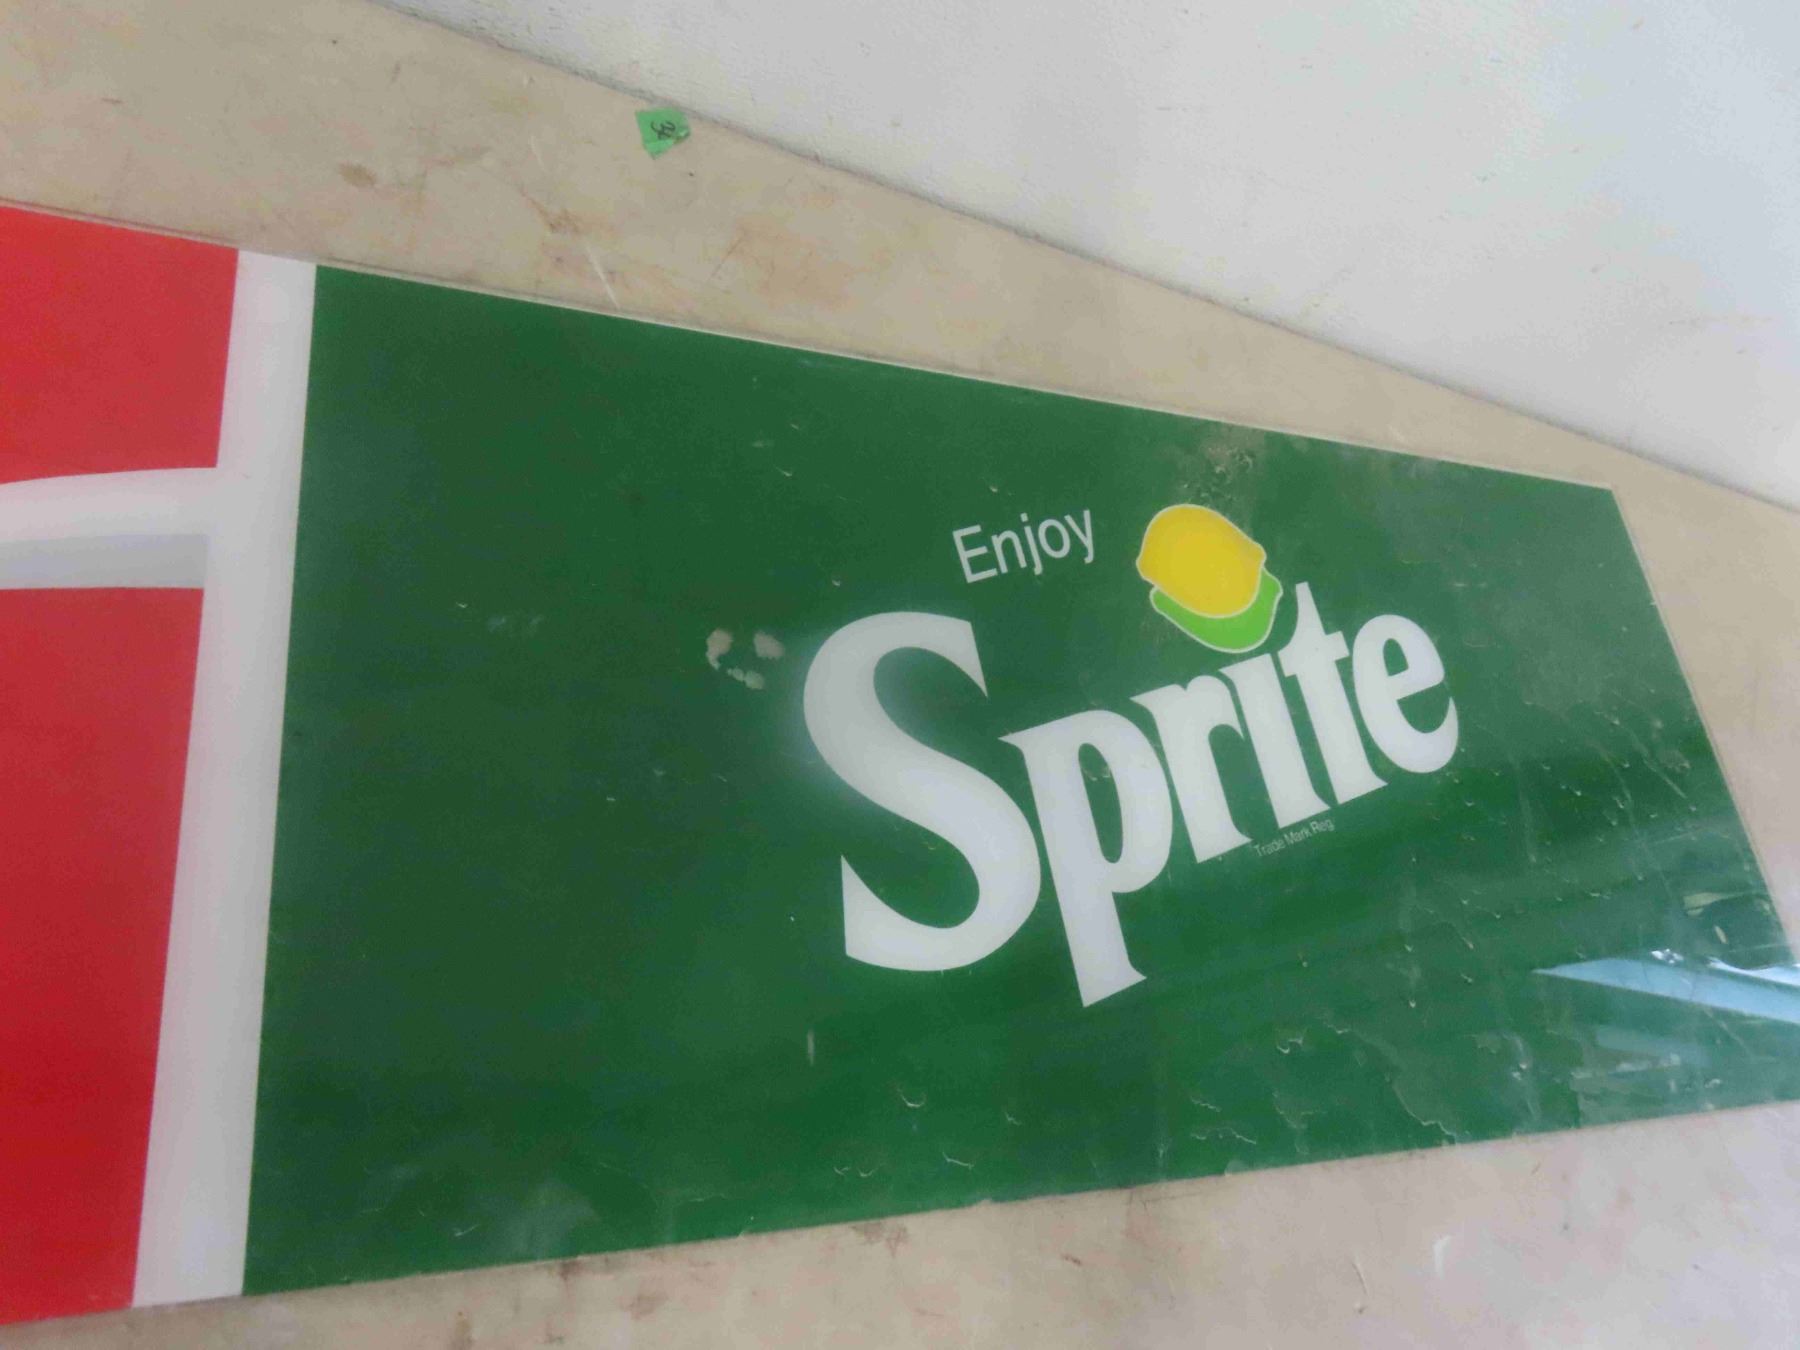 Enjoy
Sprite
Trade Mark Reg